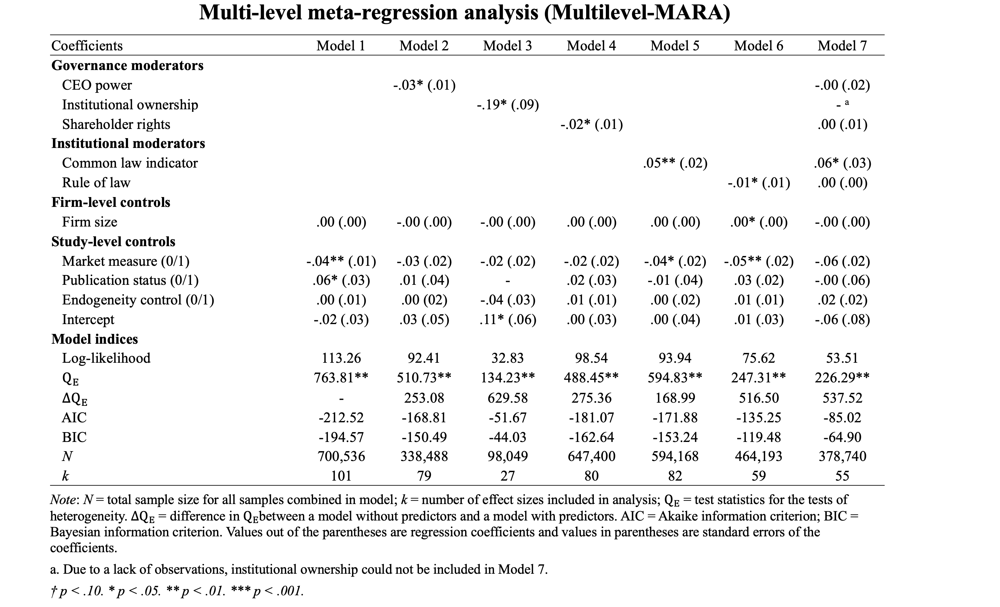 Multi-level meta-regression analysis (Multilevel-MARA)
Coefficients Model 1 Model 2 Model 3 Model 4 Model 5 Model 6 Model 7
Governance moderators
CEO power -.03* (.01) -.00 (.02)
Institutional ownership -.19* (.09) - a
Shareholder rights -.02* (.01) .00 (.01)
Institutional moderators
Common law indicator .05** (.02) .06* (.03)
Rule of law -.01* (.01) .00 (.00)
Firm-level controls
Firm size .00 (.00) -.00 (.00) -.00 (.00) .00 (.00) .00 (.00) .00* (.00) -.00 (.00)
Study-level controls
Market measure (0/1) -.04** (.01) -.03 (.02) -.02 (.02) -.02 (.02) -.04* (.02) -.05** (.02) -.06 (.02)
Publication status (0/1) .06* (.03) .01 (.04) - .02 (.03) -.01 (.04) .03 (.02) -.00 (.06)
Endogeneity control (0/1) .00 (.01) .00 (02) -.04 (.03) .01 (.01) .00 (.02) .01 (.01) .02 (.02)
Intercept -.02 (.03) .03 (.05) .11* (.06) .00 (.03) .00 (.04) .01 (.03) -.06 (.08)
Model indices
Log-likelihood 113.26 92.41 32.83 98.54 93.94 75.62 53.51
QE 763.81** 510.73** 134.23** 488.45** 594.83** 247.31** 226.29**
ΔQE - 253.08 629.58 275.36 168.99 516.50 537.52
AIC -212.52 -168.81 -51.67 -181.07 -171.88 -135.25 -85.02
BIC -194.57 -150.49 -44.03 -162.64 -153.24 -119.48 -64.90
N 700,536 338,488 98,049 647,400 594,168 464,193 378,740
k 101 79 27 80 82 59 55
Note: N = total sample size for all samples combined in model; k = number of effect sizes included in analysis; QE = test statistics for the tests of
heterogeneity. ΔQE = difference in QEbetween a model without predictors and a model with predictors. AIC = Akaike information criterion; BIC =
Bayesian information criterion. Values out of the parentheses are regression coefficients and values in parentheses are standard errors of the
coefficients.
a. Due to a lack of observations, institutional ownership could not be included in Model 7.
† p < .10. * p < .05. ** p < .01. *** p < .001.